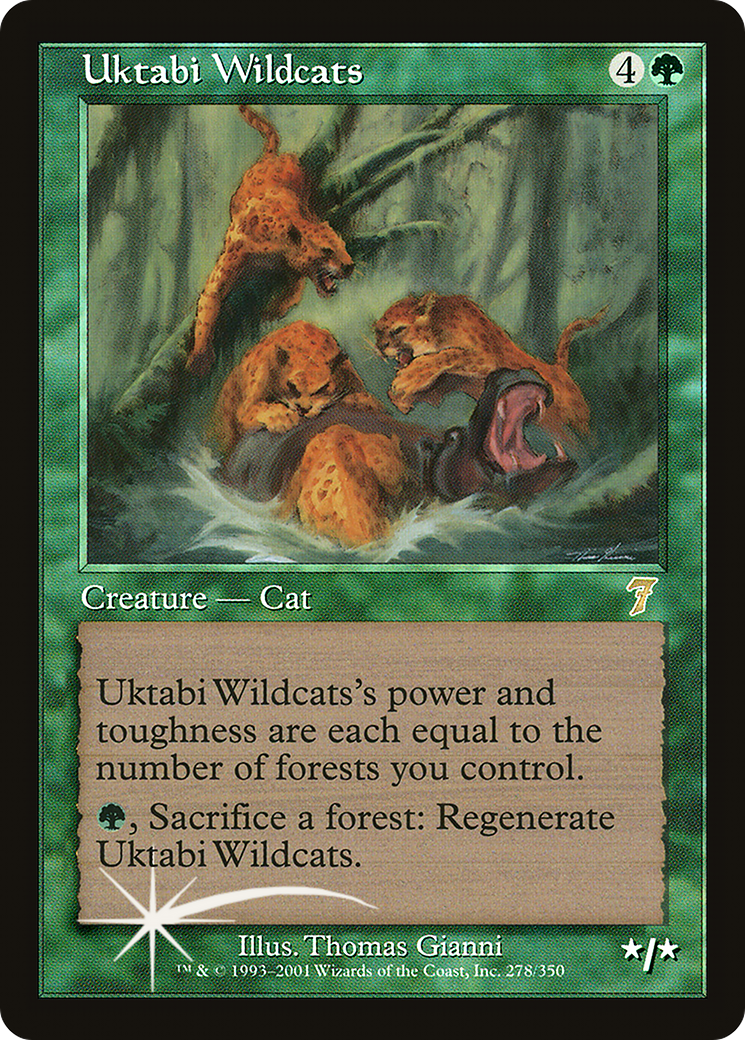 Uktabi Wildcats 4
Creature — Cat 7
Uktabi Wildcats's power and
toughness are each equal to the
number of forests you control.
, Sacrifice a forest: Regenerate
Uktabi Wildcats.
Illus. Thomas Gianni
★/★
™ & © 1993–2001 Wizards of the Coast, Inc. 278/350